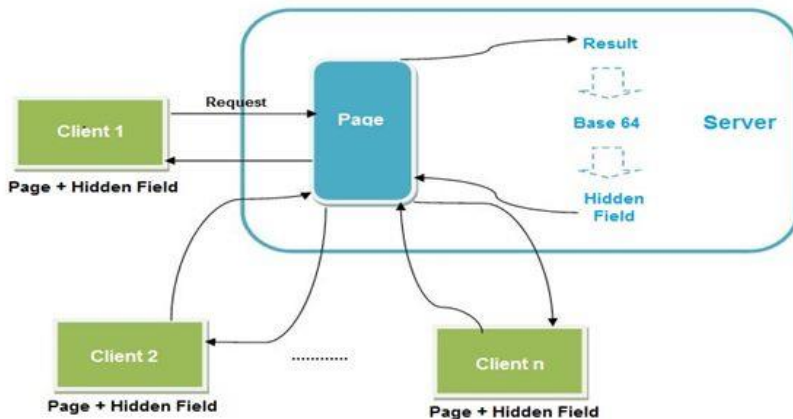 Result
Request
Client 1
Page
Base 64
Server
Page + Hidden Field
Hidden
Field
Client 2
...........
Client n
Page + Hidden Field
Page + Hidden Field